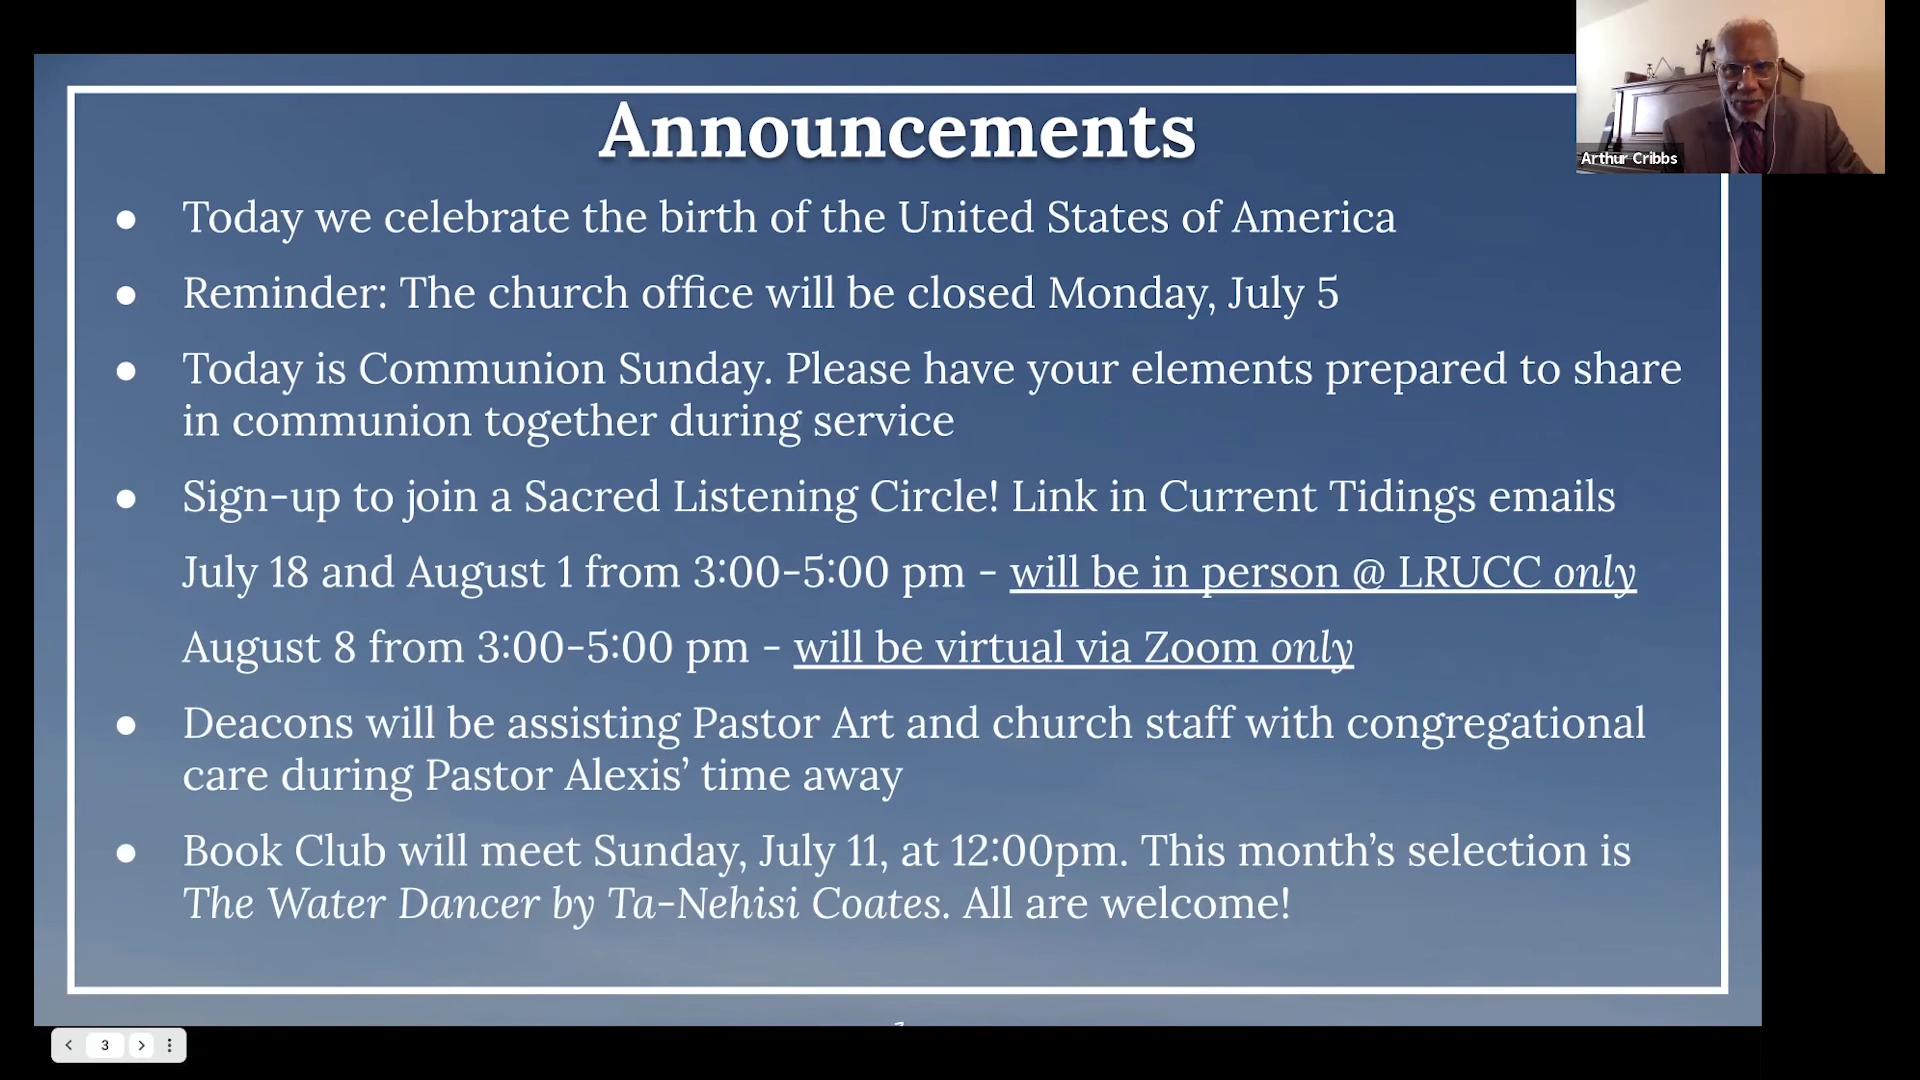 Announcements
Arthur Cribbs
● Today we celebrate the birth of the United States of America
● Reminder: The church office will be closed Monday, July 5
● Today is Communion Sunday. Please have your elements prepared to share
in communion together during service
● Sign-up to join a Sacred Listening Circle! Link in Current Tidings emails
July 18 and August 1 from 3:00-5:00 pm - will be in person @ LRUCC only
August 8 from 3:00-5:00 pm - will be virtual via Zoom only
● Deacons will be assisting Pastor Art and church staff with congregational
care during Pastor Alexis’ time away
● Book Club will meet Sunday, July 11, at 12:00pm. This month’s selection is
The Water Dancer by Ta-Nehisi Coates. All are welcome!
3